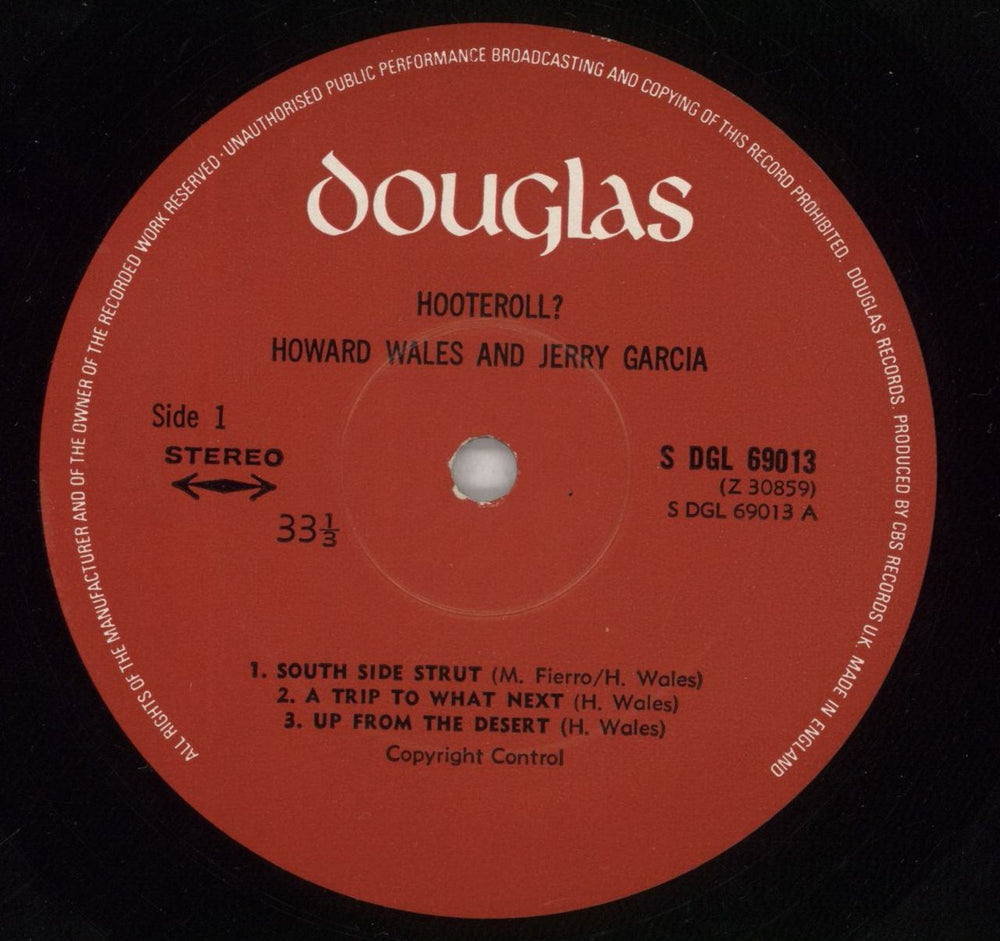 ALL RIGHTS OF THE MANUFACTURER AND OF THE OWNER OF THE RECORDED WORK RESERVED · UNAUTHORISED PUBLIC PERFORMANCE BROADCASTING AND COPYING OF THIS RECORD PROHIBITED. DOUGLAS RECORDS. PRODUCED BY CBS RECORDS U.K. MADE IN ENGLAND
douglas
HOOTEROLL?
HOWARD WALES AND JERRY GARCIA
Side 1
STEREO
33⅓
S DGL 69013
(Z 30859)
S DGL 69013 A
1. SOUTH SIDE STRUT (M. Fierro/H. Wales)
2. A TRIP TO WHAT NEXT (H. Wales)
3. UP FROM THE DESERT (H. Wales)
Copyright Control